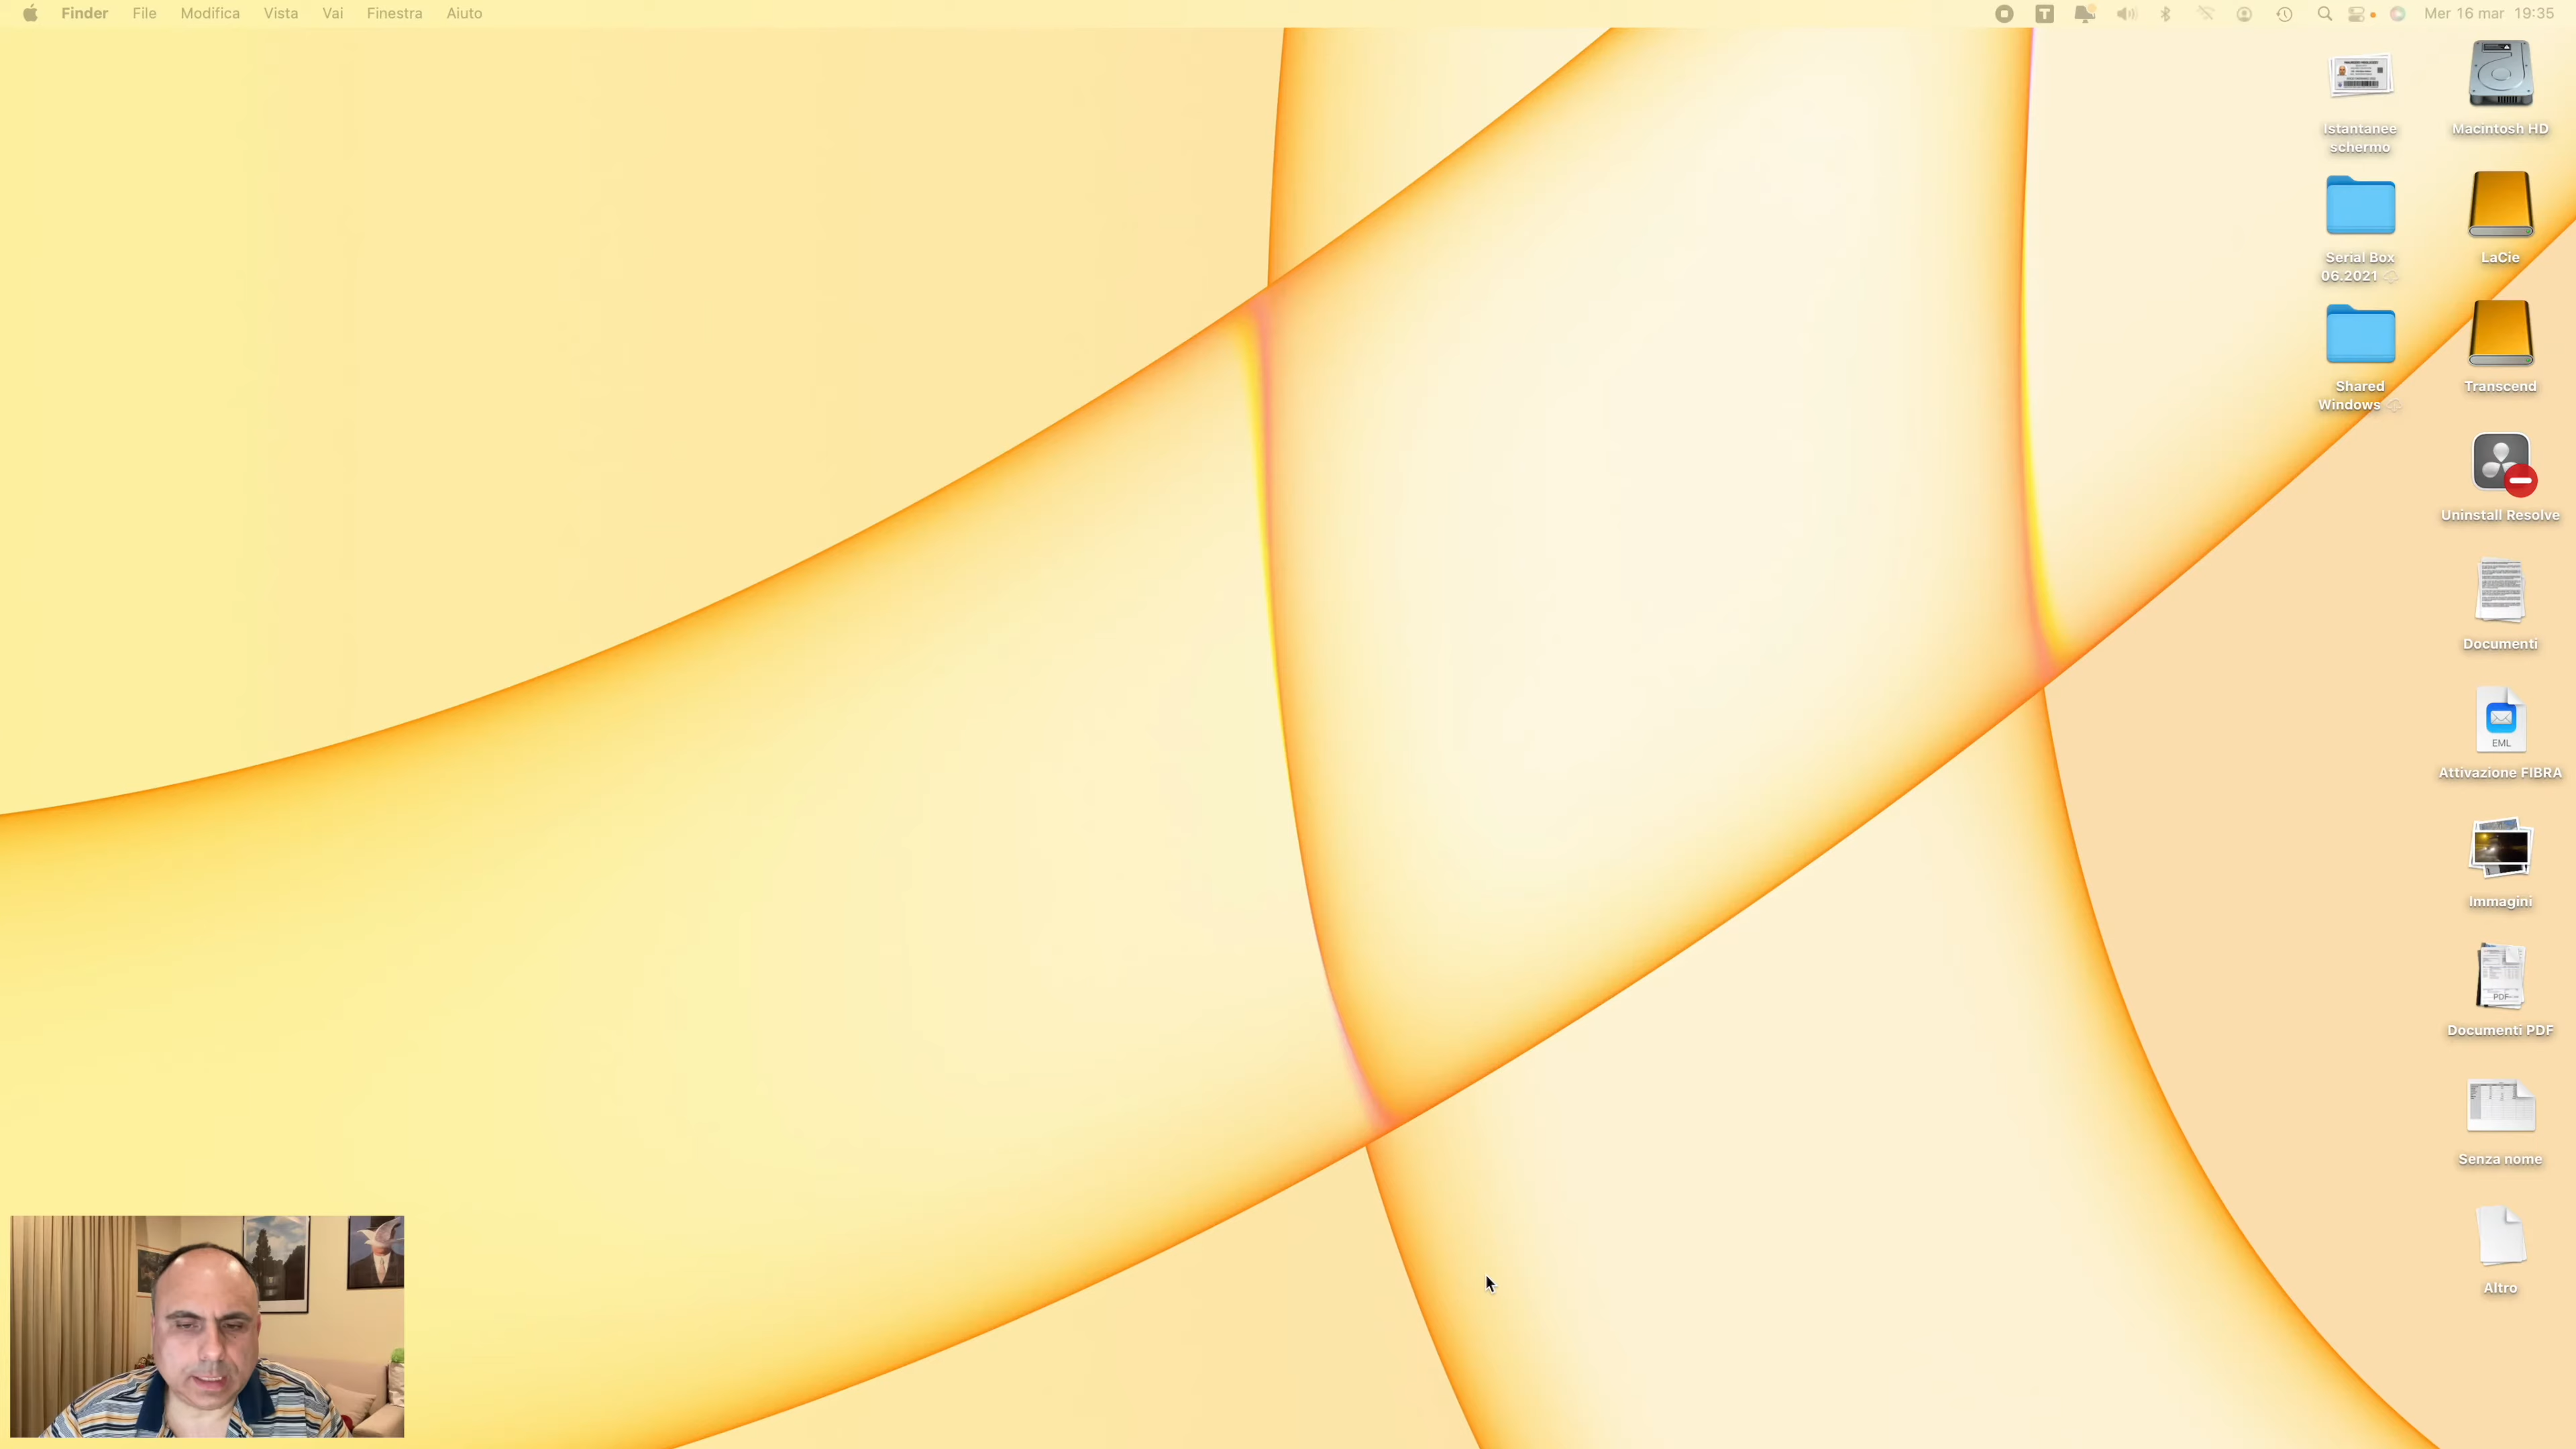 Finder File Modifica Vista Vai Finestra Aiuto
T
Mer 16 mar 19:35
Istantanee
schermo
Macintosh HD
Serial Box
06.2021
LaCie
Shared
Windows
Transcend
Uninstall Resolve
Documenti
EML
Attivazione FIBRA
Immagini
PDF
Documenti PDF
Senza nome
Altro